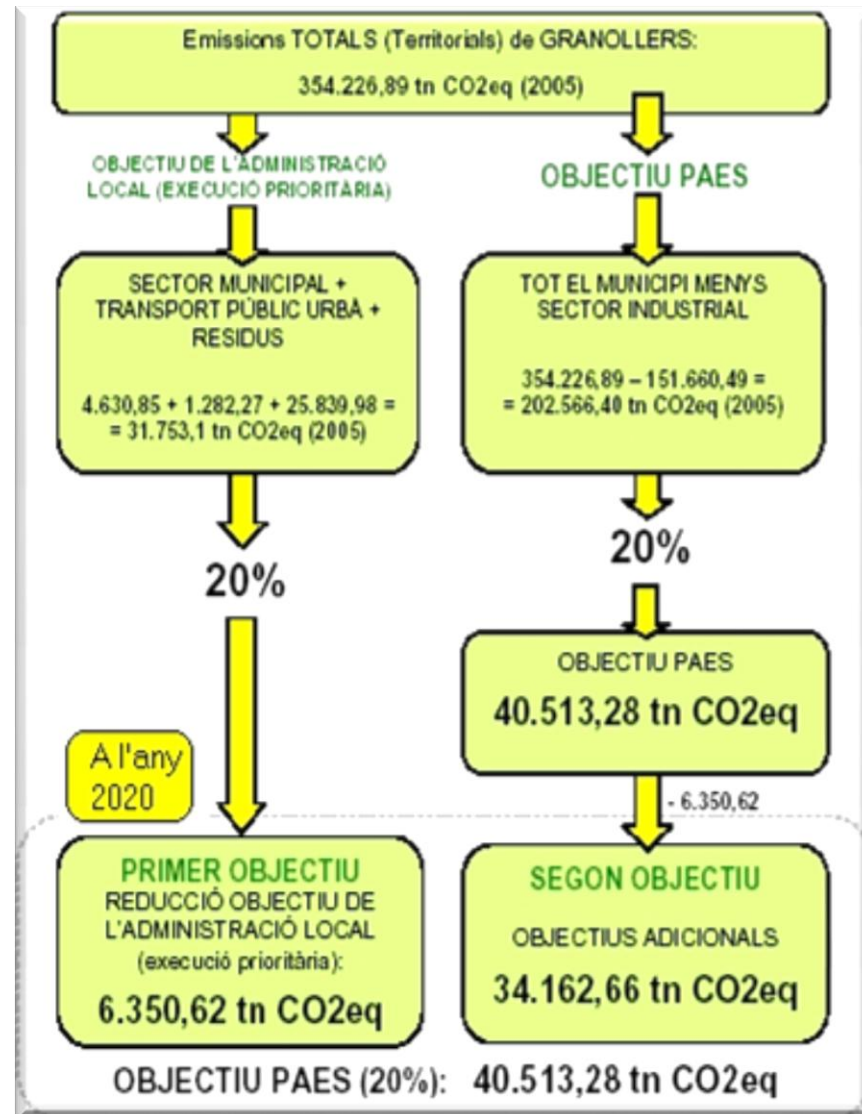 Emissions TOTALS (Territorials) de GRANOLLERS:
354.226,89 tn CO2eq (2005)
OBJECTIU DE L'ADMINISTRACIÓ
LOCAL (EXECUCIÓ PRIORITÀRIA)
SECTOR MUNICIPAL +
TRANSPORT PÚBLIC URBÀ +
RESIDUS
4.630,85 + 1.282,27 + 25.839,98 =
= 31.753,1 tn CO2eq (2005)
20%
OBJECTIU PAES
TOT EL MUNICIPI MENYS
SECTOR INDUSTRIAL
354.226,89 – 151.660,49 =
= 202.566,40 tn CO2eq (2005)
20%
OBJECTIU PAES
40.513,28 tn CO2eq
- 6.350,62
A l'any
2020
PRIMER OBJECTIU
REDUCCIÓ OBJECTIU DE
L'ADMINISTRACIÓ LOCAL
(execució prioritària):
6.350,62 tn CO2eq
SEGON OBJECTIU
OBJECTIUS ADICIONALS
34.162,66 tn CO2eq
OBJECTIU PAES (20%): 40.513,28 tn CO2eq